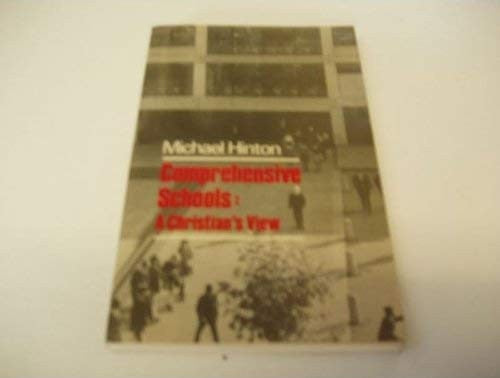 Michael Hinton
Comprehensive
Schools:
A Christian's View